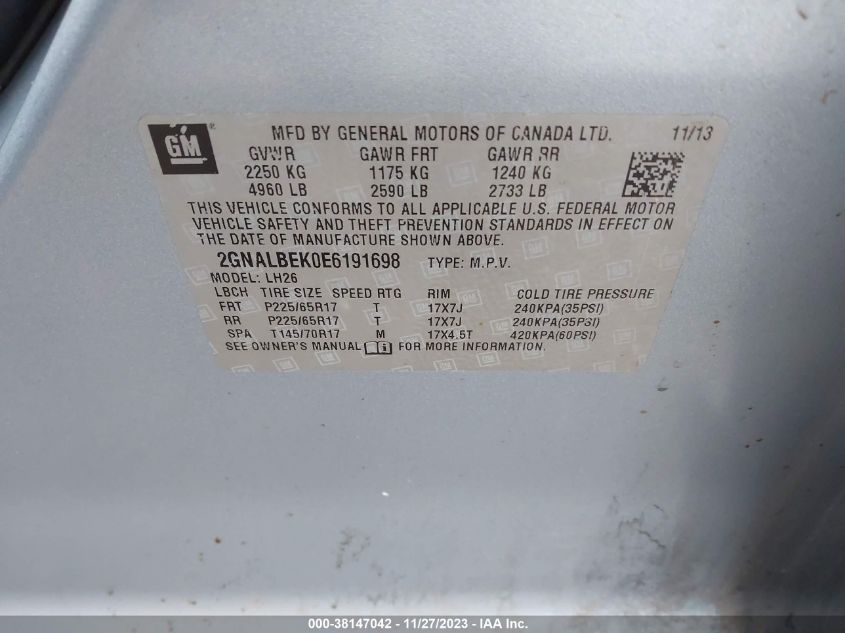 GM ® MFD BY GENERAL MOTORS OF CANADA LTD. 11/13
GVWR GAWR FRT GAWR RR
2250 KG 1175 KG 1240 KG
4960 LB 2590 LB 2733 LB
THIS VEHICLE CONFORMS TO ALL APPLICABLE U.S. FEDERAL MOTOR
VEHICLE SAFETY AND THEFT PREVENTION STANDARDS IN EFFECT ON
THE DATE OF MANUFACTURE SHOWN ABOVE.
2GNALBEK0E6191698 TYPE: M.P.V.
MODEL: LH26
LBCH TIRE SIZE SPEED RTG RIM COLD TIRE PRESSURE
FRT P225/65R17 T 17X7J 240KPA(35PSI)
RR P225/65R17 T 17X7J 240KPA(35PSI)
SPA T145/70R17 M 17X4.5T 420KPA(60PSI)
SEE OWNER'S MANUAL FOR MORE INFORMATION.
000-38147042 - 11/27/2023 - IAA Inc.